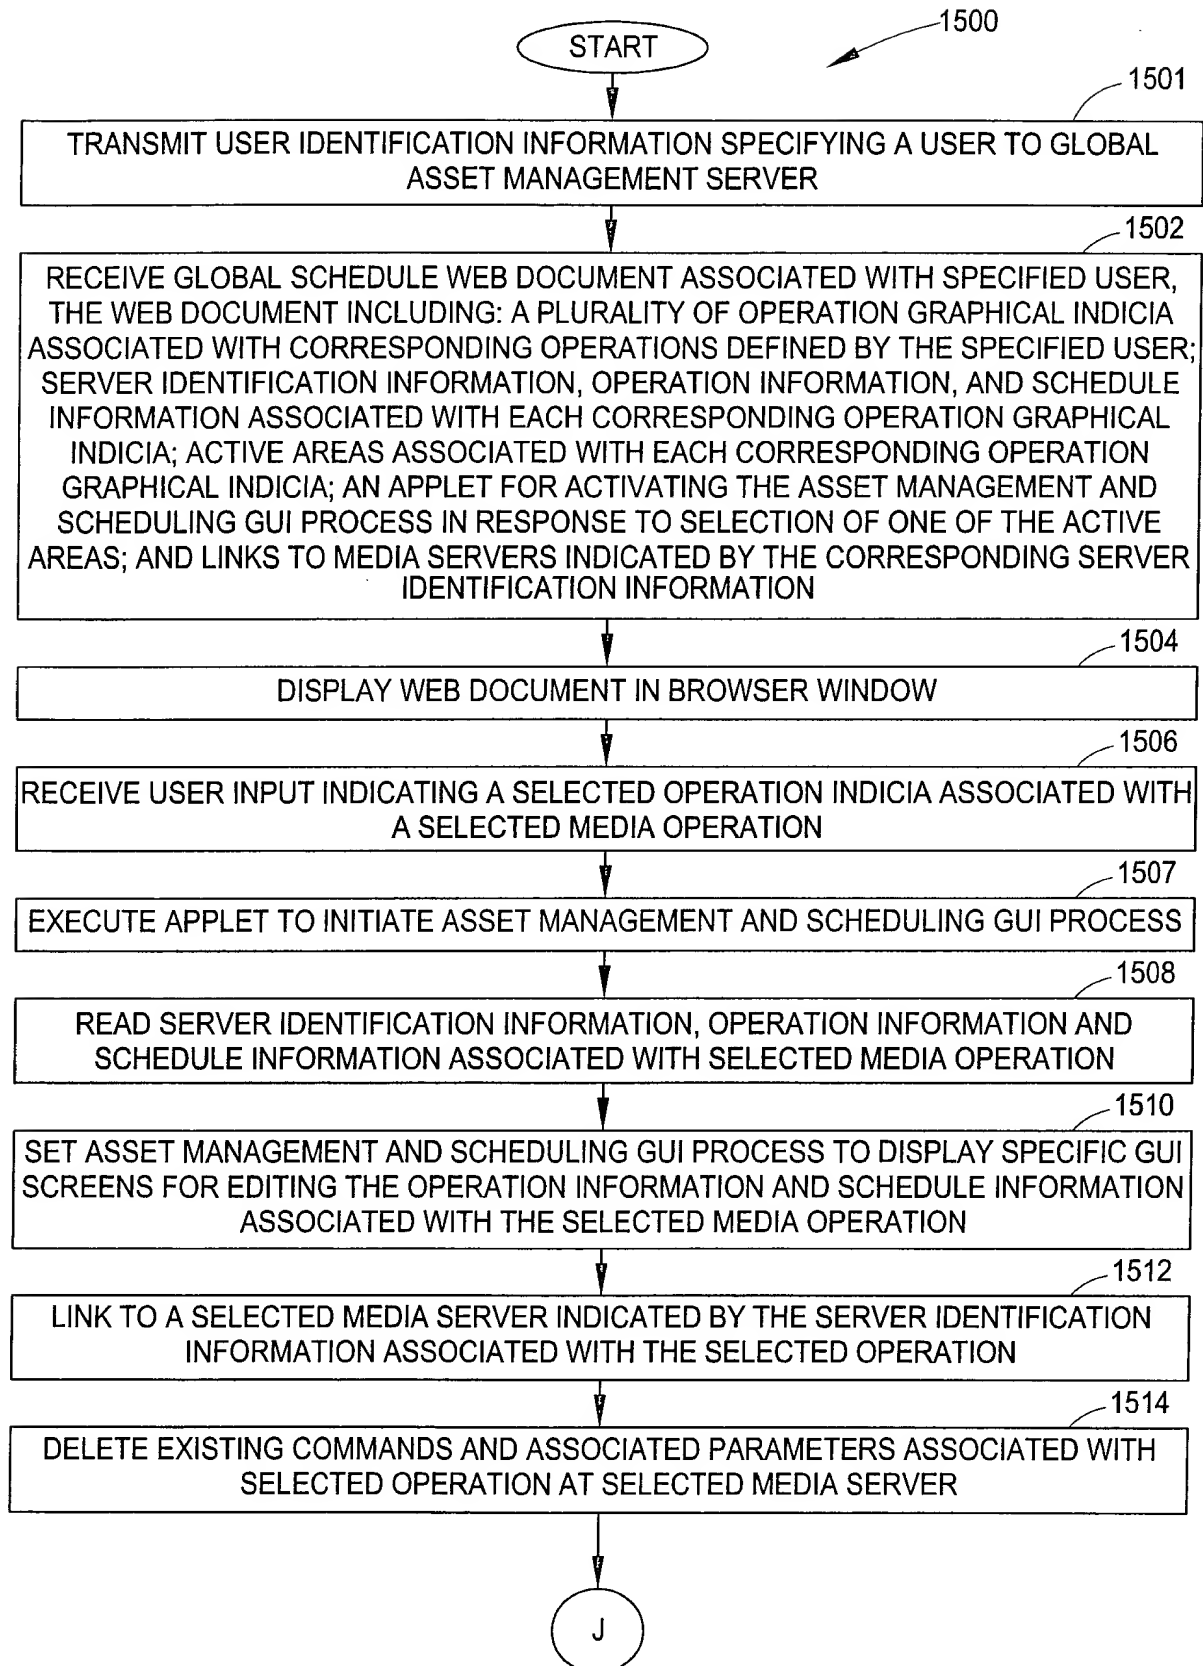 1500
START
1501
TRANSMIT USER IDENTIFICATION INFORMATION SPECIFYING A USER TO GLOBAL
ASSET MANAGEMENT SERVER
1502
RECEIVE GLOBAL SCHEDULE WEB DOCUMENT ASSOCIATED WITH SPECIFIED USER,
THE WEB DOCUMENT INCLUDING: A PLURALITY OF OPERATION GRAPHICAL INDICIA
ASSOCIATED WITH CORRESPONDING OPERATIONS DEFINED BY THE SPECIFIED USER;
SERVER IDENTIFICATION INFORMATION, OPERATION INFORMATION, AND SCHEDULE
INFORMATION ASSOCIATED WITH EACH CORRESPONDING OPERATION GRAPHICAL
INDICIA; ACTIVE AREAS ASSOCIATED WITH EACH CORRESPONDING OPERATION
GRAPHICAL INDICIA; AN APPLET FOR ACTIVATING THE ASSET MANAGEMENT AND
SCHEDULING GUI PROCESS IN RESPONSE TO SELECTION OF ONE OF THE ACTIVE
AREAS; AND LINKS TO MEDIA SERVERS INDICATED BY THE CORRESPONDING SERVER
IDENTIFICATION INFORMATION
1504
DISPLAY WEB DOCUMENT IN BROWSER WINDOW
1506
RECEIVE USER INPUT INDICATING A SELECTED OPERATION INDICIA ASSOCIATED WITH
A SELECTED MEDIA OPERATION
1507
EXECUTE APPLET TO INITIATE ASSET MANAGEMENT AND SCHEDULING GUI PROCESS
1508
READ SERVER IDENTIFICATION INFORMATION, OPERATION INFORMATION AND
SCHEDULE INFORMATION ASSOCIATED WITH SELECTED MEDIA OPERATION
1510
SET ASSET MANAGEMENT AND SCHEDULING GUI PROCESS TO DISPLAY SPECIFIC GUI
SCREENS FOR EDITING THE OPERATION INFORMATION AND SCHEDULE INFORMATION
ASSOCIATED WITH THE SELECTED MEDIA OPERATION
1512
LINK TO A SELECTED MEDIA SERVER INDICATED BY THE SERVER IDENTIFICATION
INFORMATION ASSOCIATED WITH THE SELECTED OPERATION
1514
DELETE EXISTING COMMANDS AND ASSOCIATED PARAMETERS ASSOCIATED WITH
SELECTED OPERATION AT SELECTED MEDIA SERVER
J